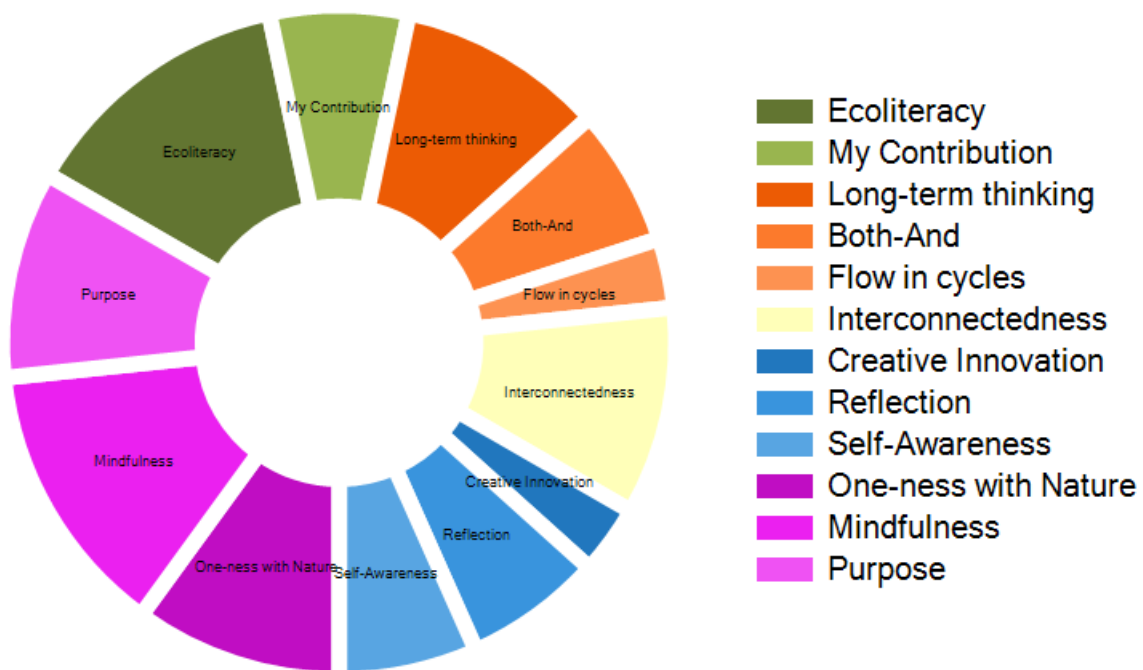 My Contribution
Long-term thinking
Ecoliteracy
Both-And
Purpose
Flow in cycles
Interconnectedness
Mindfulness
Creative Innovation
Reflection
One-ness with Nature
Self-Awareness
Ecoliteracy
My Contribution
Long-term thinking
Both-And
Flow in cycles
Interconnectedness
Creative Innovation
Reflection
Self-Awareness
One-ness with Nature
Mindfulness
Purpose